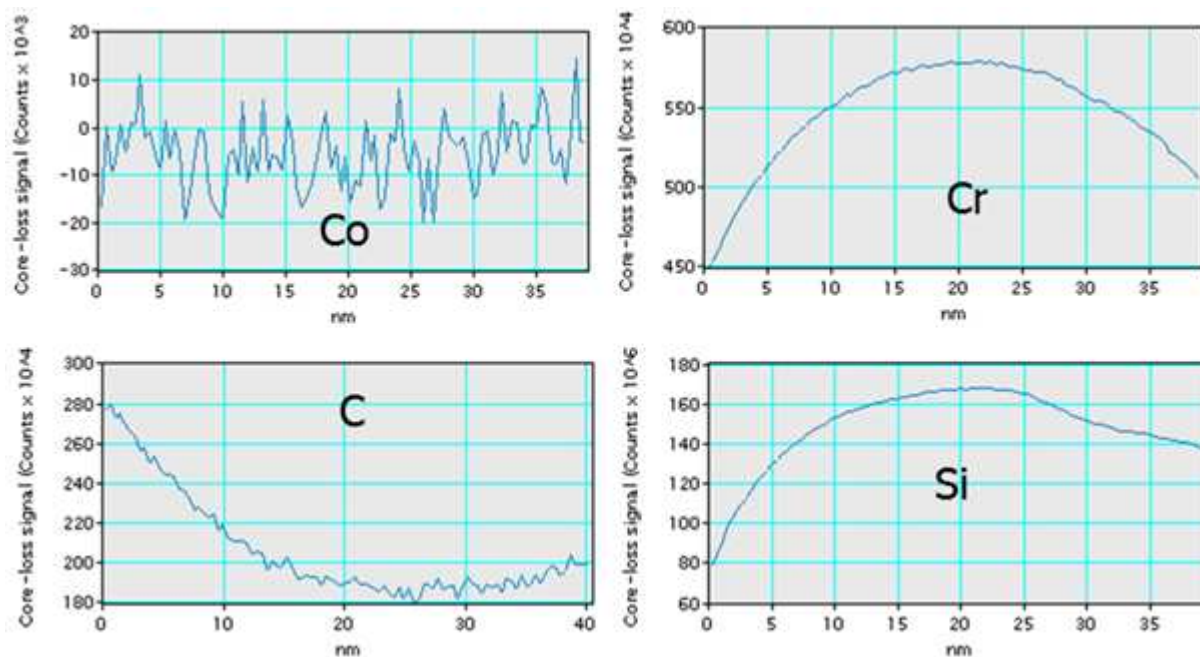 Core-loss signal (Counts x 10^3)
20
10
0
-10
-20
-30
Co
0 5 10 15 20 25 30 35
nm
Core-loss signal (Counts x 10^4)
600
550
500
450
Cr
0 5 10 15 20 25 30 35
nm
Core-loss signal (Counts x 10^4
300
280
260
240
220
200
180
C
0 10 20 30 40
nm
Core-loss signal (Counts x 10^6
180
160
140
120
100
80
60
Si
0 5 10 15 20 25 30 35
nm